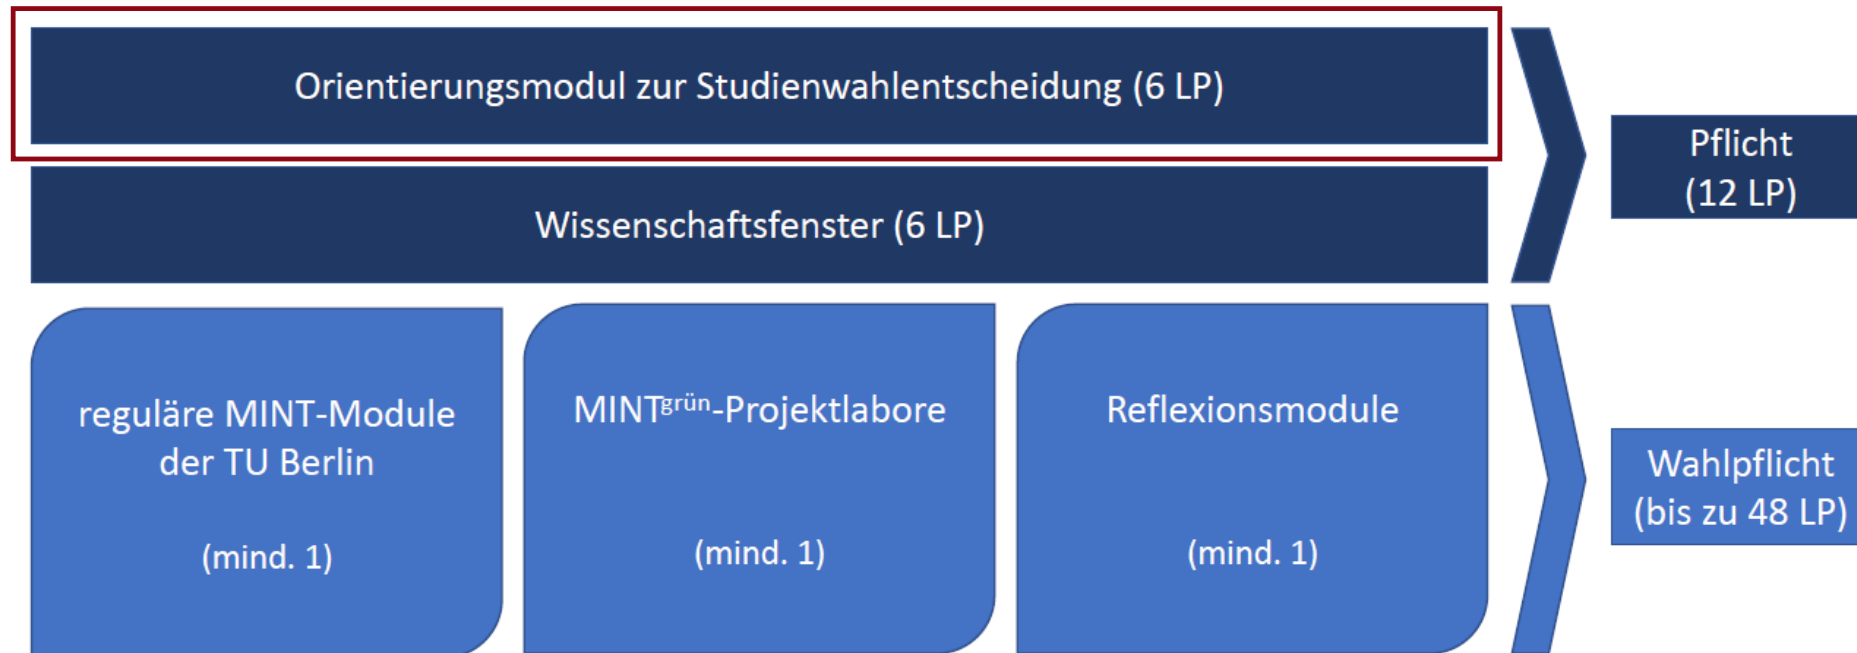 Orientierungsmodul zur Studienwahlentscheidung (6 LP)
Wissenschaftsfenster (6 LP)
Pflicht
(12 LP)
reguläre MINT-Module
der TU Berlin
(mind. 1)
MINTgrün-Projektlabore
(mind. 1)
Reflexionsmodule
(mind. 1)
Wahlpflicht
(bis zu 48 LP)